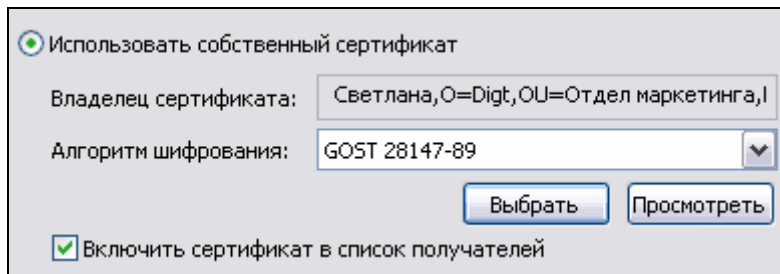 Использовать собственный сертификат
Владелец сертификата: Светлана,O=Digt,OU=Отдел маркетинга,I
Алгоритм шифрования: GOST 28147-89
Выбрать Просмотреть
Включить сертификат в список получателей